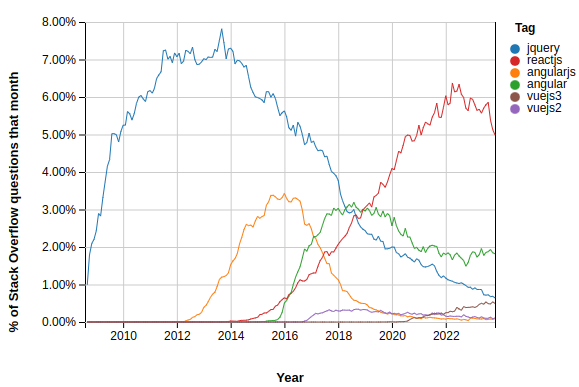 8.00%
7.00%
6.00%
5.00%
4.00%
3.00%
2.00%
1.00%
0.00%
% of Stack Overflow questions that month
2010 2012 2014 2016 2018 2020 2022
Year
Tag
jquery
reactjs
angularjs
angular
vuejs3
vuejs2